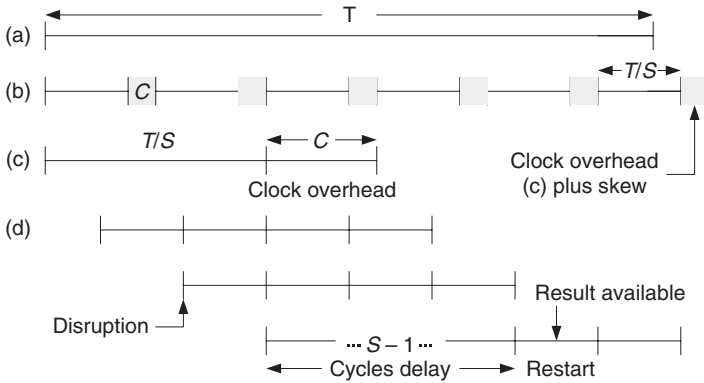 T
(a)
(b)
C
T/S
(c)
T/S
C
Clock overhead
Clock overhead
(c) plus skew
(d)
Disruption
Result available
··· S – 1 ···
Cycles delay
Restart